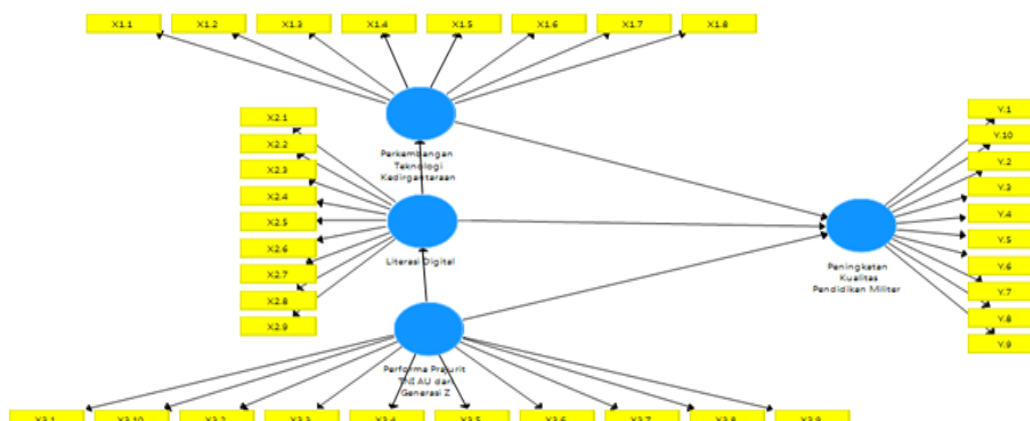 X1.1 X1.2 X1.3 X1.4 X1.5 X1.6 X1.7 X1.8
Perkembangan
Teknologi
Kedirgantaraan
X2.1
X2.2
X2.3
X2.4
X2.5
X2.6
X2.7
X2.8
X2.9
Literasi Digital
Performa Prajurit
TNI AU dari
Generasi Z
X3.1 X3.10 X3.2 X3.3 X3.4 X3.5 X3.6 X3.7 X3.8 X3.9
Peningkatan
Kualitas
Pendidikan Militer
Y.1
Y.10
Y.2
Y.3
Y.4
Y.5
Y.6
Y.7
Y.8
Y.9